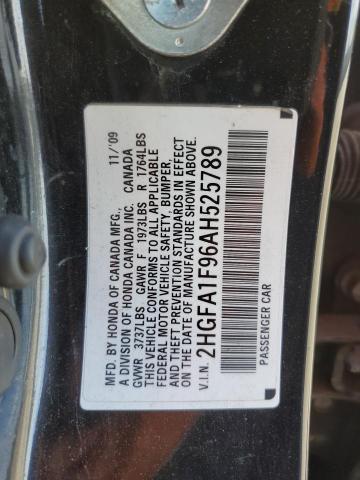 MFD. BY HONDA OF CANADA MFG., 11/'09
A DIVISION OF HONDA CANADA INC. CANADA
GVWR 3737LBS GAWR F 1973LBS R 1764LBS
THIS VEHICLE CONFORMS TO ALL APPLICABLE
FEDERAL MOTOR VEHICLE SAFETY, BUMPER,
AND THEFT PREVENTION STANDARDS IN EFFECT
ON THE DATE OF MANUFACTURE SHOWN ABOVE.
V.I.N. 2HGFA1F96AH525789
PASSENGER CAR